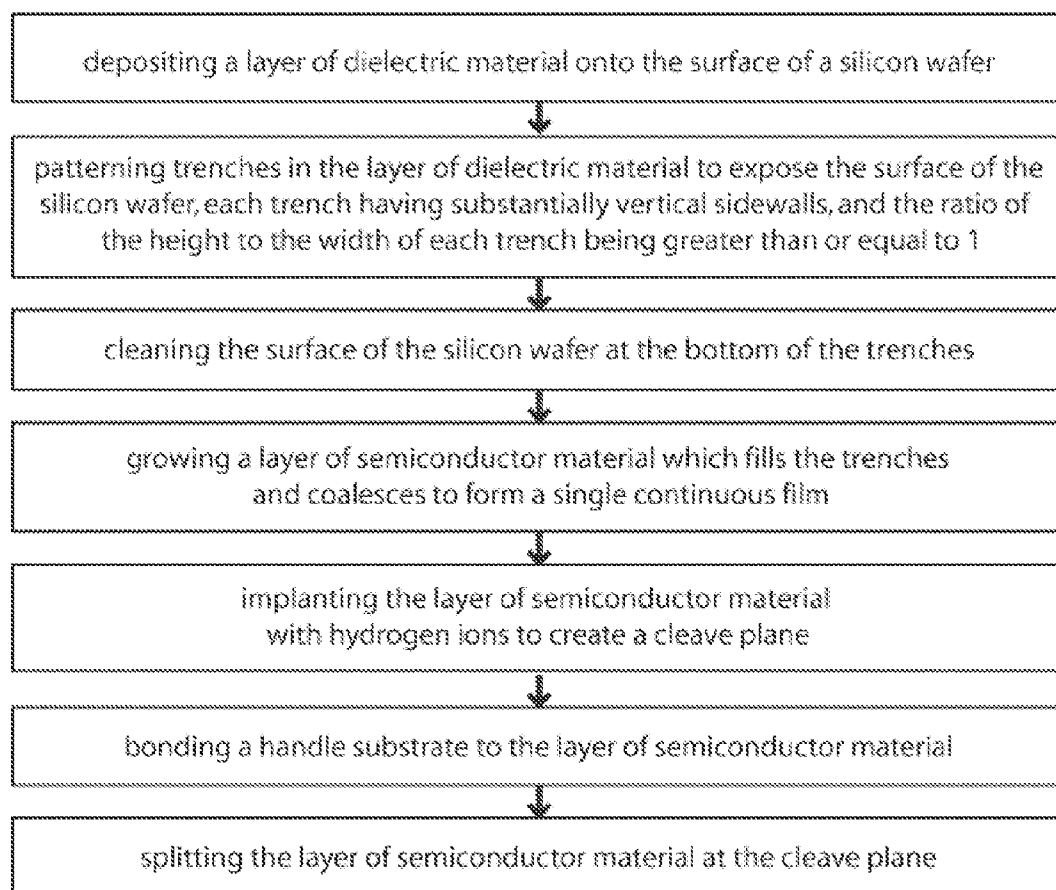 depositing a layer of dielectric material onto the surface of a silicon wafer
patterning trenches in the layer of dielectric material to expose the surface of the
silicon wafer, each trench having substantially vertical sidewalls, and the ratio of
the height to the width of each trench being greater than or equal to 1
cleaning the surface of the silicon wafer at the bottom of the trenches
growing a layer of semiconductor material which fills the trenches
and coalesces to form a single continuous film
implanting the layer of semiconductor material
with hydrogen ions to create a cleave plane
bonding a handle substrate to the layer of semiconductor material
splitting the layer of semiconductor material at the cleave plane